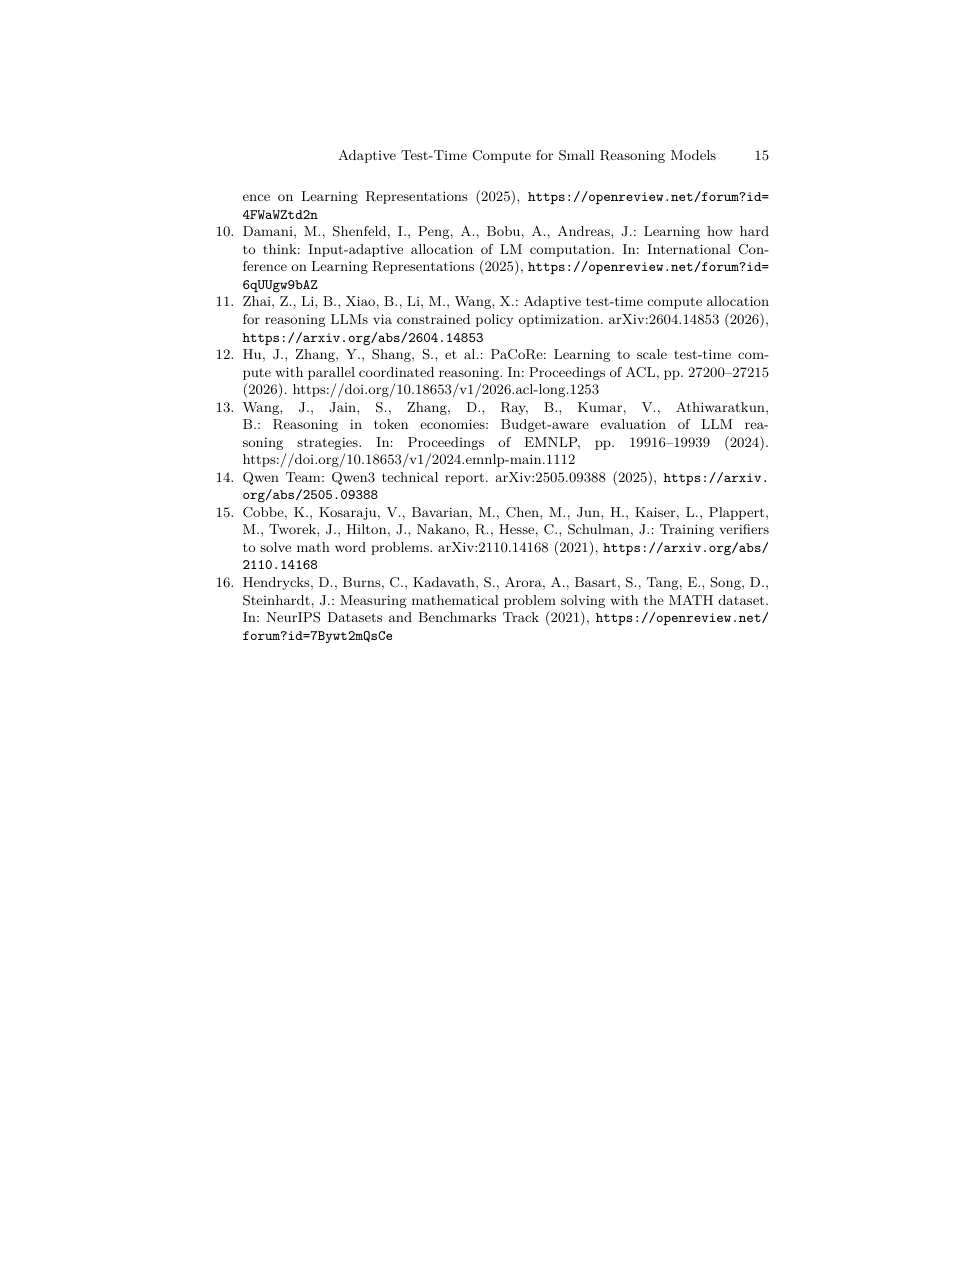 Adaptive Test-Time Compute for Small Reasoning Models 15
ence on Learning Representations (2025), https://openreview.net/forum?id=
4FWaWZtd2n
10. Damani, M., Shenfeld, I., Peng, A., Bobu, A., Andreas, J.: Learning how hard
to think: Input-adaptive allocation of LM computation. In: International Con-
ference on Learning Representations (2025), https://openreview.net/forum?id=
6qUUgw9bAZ
11. Zhai, Z., Li, B., Xiao, B., Li, M., Wang, X.: Adaptive test-time compute allocation
for reasoning LLMs via constrained policy optimization. arXiv:2604.14853 (2026),
https://arxiv.org/abs/2604.14853
12. Hu, J., Zhang, Y., Shang, S., et al.: PaCoRe: Learning to scale test-time com-
pute with parallel coordinated reasoning. In: Proceedings of ACL, pp. 27200–27215
(2026). https://doi.org/10.18653/v1/2026.acl-long.1253
13. Wang, J., Jain, S., Zhang, D., Ray, B., Kumar, V., Athiwaratkun,
B.: Reasoning in token economies: Budget-aware evaluation of LLM rea-
soning strategies. In: Proceedings of EMNLP, pp. 19916–19939 (2024).
https://doi.org/10.18653/v1/2024.emnlp-main.1112
14. Qwen Team: Qwen3 technical report. arXiv:2505.09388 (2025), https://arxiv.
org/abs/2505.09388
15. Cobbe, K., Kosaraju, V., Bavarian, M., Chen, M., Jun, H., Kaiser, L., Plappert,
M., Tworek, J., Hilton, J., Nakano, R., Hesse, C., Schulman, J.: Training verifiers
to solve math word problems. arXiv:2110.14168 (2021), https://arxiv.org/abs/
2110.14168
16. Hendrycks, D., Burns, C., Kadavath, S., Arora, A., Basart, S., Tang, E., Song, D.,
Steinhardt, J.: Measuring mathematical problem solving with the MATH dataset.
In: NeurIPS Datasets and Benchmarks Track (2021), https://openreview.net/
forum?id=7Bywt2mQsCe